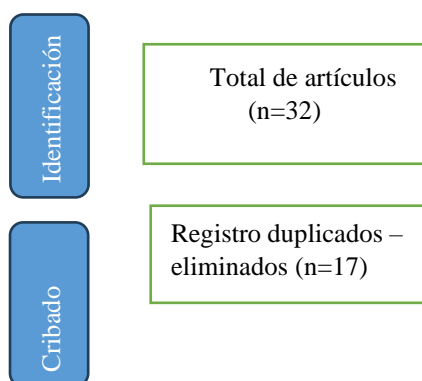 Identificación
Total de artículos
(n=32)
Registro duplicados –
eliminados (n=17)
Cribado